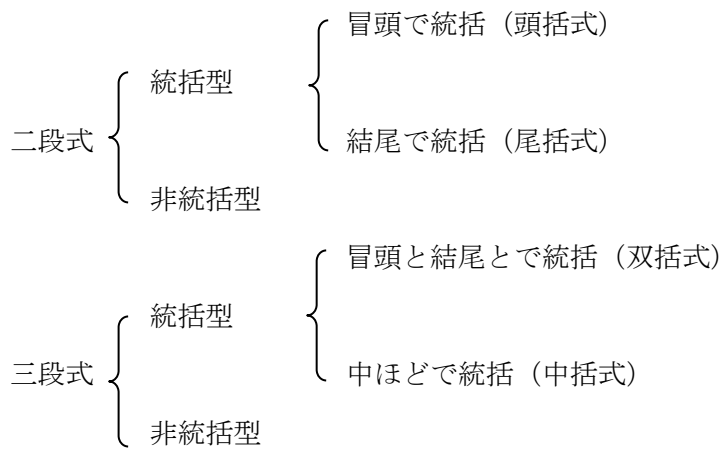 冒頭で統括（頭括式）
統括型
二段式
結尾で統括（尾括式）
非統括型
冒頭と結尾とで統括（双括式）
統括型
三段式
中ほどで統括（中括式）
非統括型